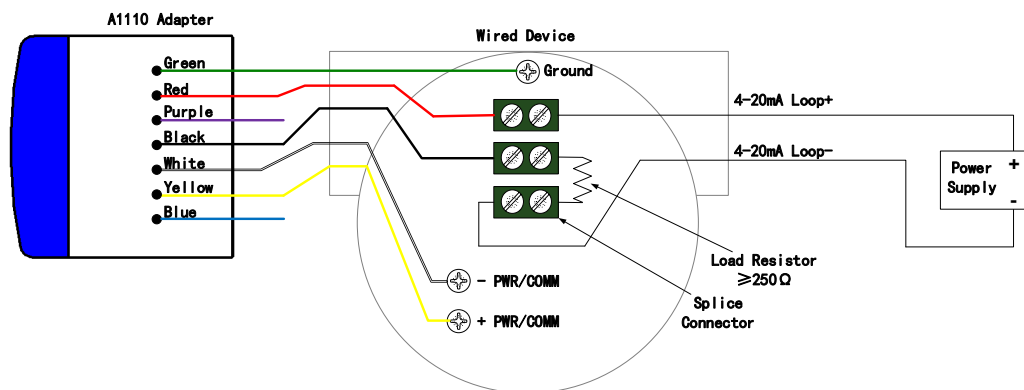 A1110 Adapter
Wired Device
Green
Ground
Red
4-20mA Loop+
Purple
Black
4-20mA Loop-
White
Power
Supply
+
-
Yellow
Blue
Load Resistor
≥250Ω
- PWR/COMM
Splice
Connector
+ PWR/COMM